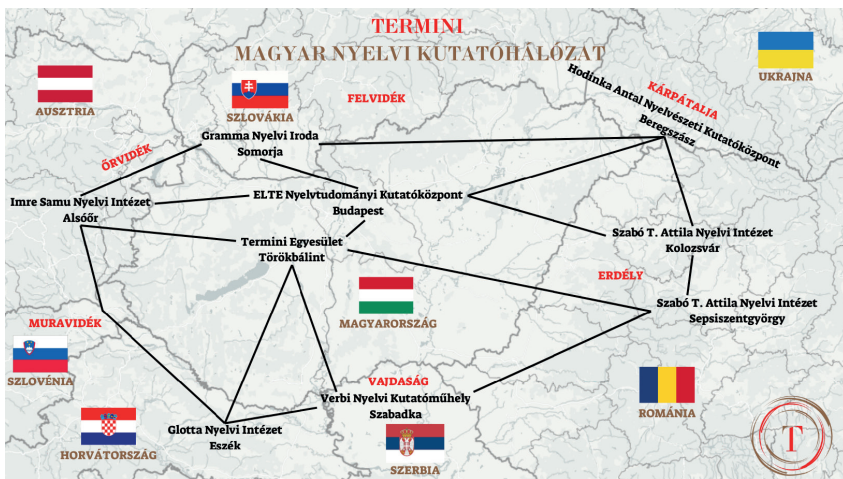 TERMINI
MAGYAR NYELVI KUTATÓHÁLÓZAT
AUSZTRIA
SZLOVÁKIA
FELVIDÉK
UKRAJNA
KÁRPÁTALJA
Hodinka Antal Nyelvészeti Kutatóközpont
Beregszász
Gramma Nyelvi Iroda
Somorja
ŐRVIDÉK
Imre Samu Nyelvi Intézet
Alsóőr
ELTE Nyelvtudományi Kutatóközpont
Budapest
Termini Egyesület
Törökbálint
Szabó T. Attila Nyelvi Intézet
Kolozsvár
ERDÉLY
Szabó T. Attila Nyelvi Intézet
Sepsiszentgyörgy
MAGYARORSZÁG
MURAVIDÉK
SZLOVÉNIA
VAJDASÁG
Verbi Nyelvi Kutatóműhely
Szabadka
Glotta Nyelvi Intézet
Eszék
HORVÁTORSZÁG
SZERBIA
ROMÁNIA
T